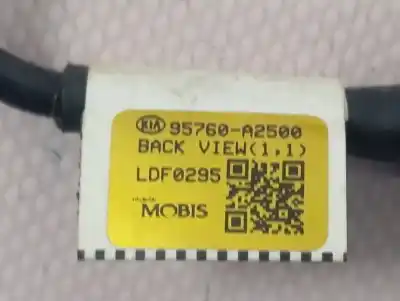 KIA 95760-A2500
BACK VIEW(1,1)
LDF0295
MOBIS